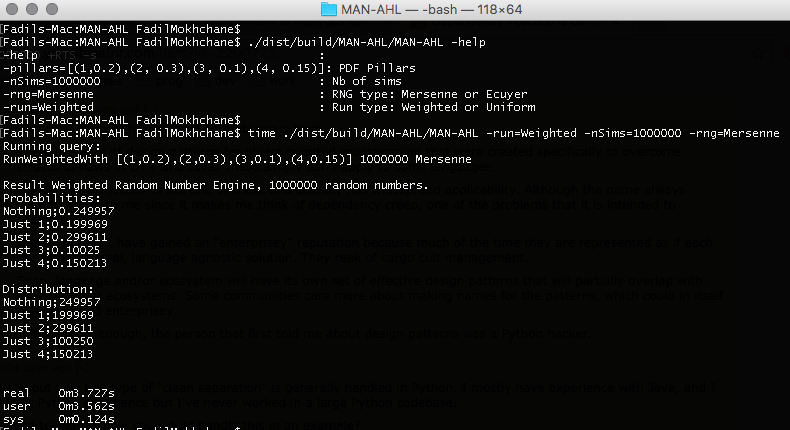 MAN-AHL — -bash — 118×64
[Fadils-Mac:MAN-AHL FadilMokhchane$
[Fadils-Mac:MAN-AHL FadilMokhchane$ ./dist/build/MAN-AHL/MAN-AHL -help
-help :
-pillars=[(1,0.2),(2, 0.3),(3, 0.1),(4, 0.15)]: PDF Pillars
-nSims=1000000 : Nb of sims
-rng=Mersenne : RNG type: Mersenne or Ecuyer
-run=Weighted : Run type: Weighted or Uniform
[Fadils-Mac:MAN-AHL FadilMokhchane$
[Fadils-Mac:MAN-AHL FadilMokhchane$ time ./dist/build/MAN-AHL/MAN-AHL -run=Weighted -nSims=1000000 -rng=Mersenne
Running query:
RunWeightedWith [(1,0.2),(2,0.3),(3,0.1),(4,0.15)] 1000000 Mersenne
Result Weighted Random Number Engine, 1000000 random numbers.
Probabilities:
Nothing;0.249957
Just 1;0.199969
Just 2;0.299611
Just 3;0.10025
Just 4;0.150213
Distribution:
Nothing;249957
Just 1;199969
Just 2;299611
Just 3;100250
Just 4;150213
real 0m3.727s
user 0m3.562s
sys 0m0.124s
Fadils-Mac:MAN-AHL FadilMokhchane$